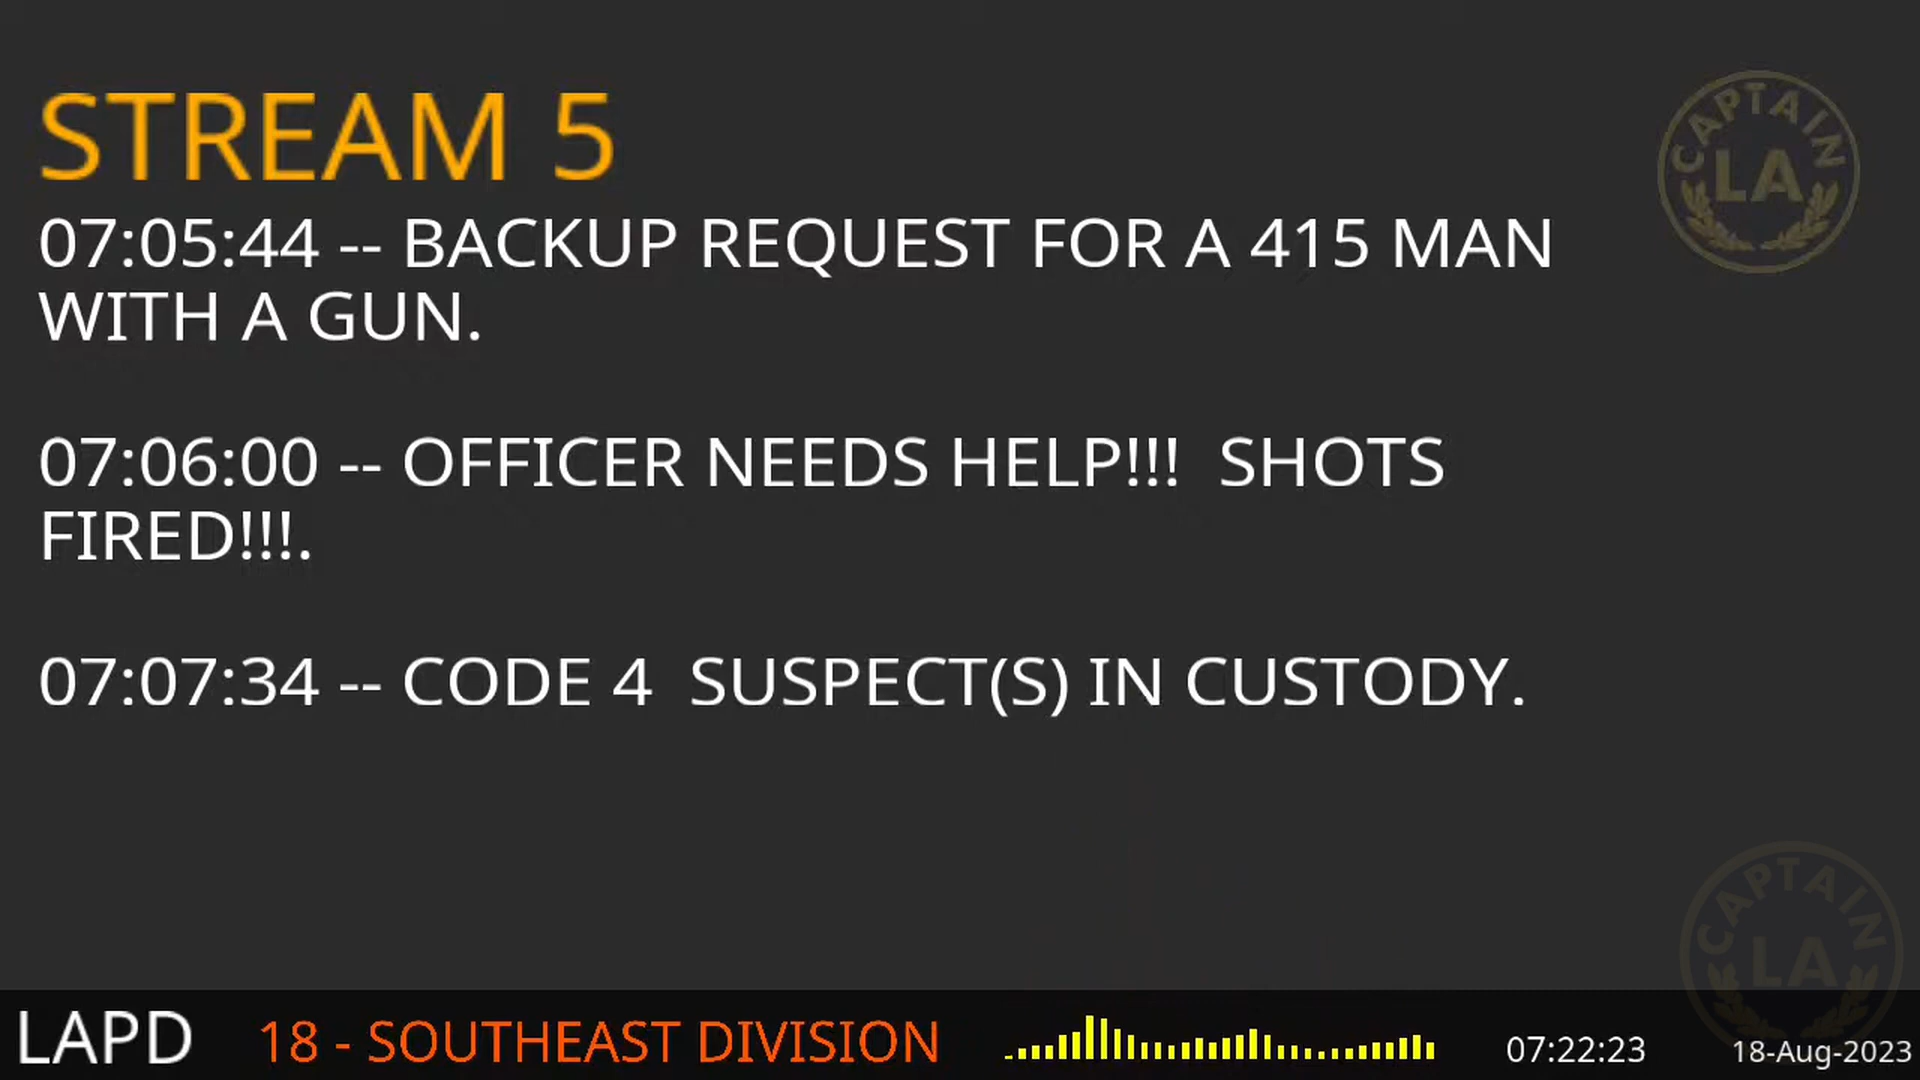 STREAM 5
CAPTAIN
LA
07:05:44 -- BACKUP REQUEST FOR A 415 MAN
WITH A GUN.
07:06:00 -- OFFICER NEEDS HELP!!!  SHOTS
FIRED!!!.
07:07:34 -- CODE 4  SUSPECT(S) IN CUSTODY.
CAPTAIN
LA
LAPD 18 - SOUTHEAST DIVISION 07:22:23 18-Aug-2023